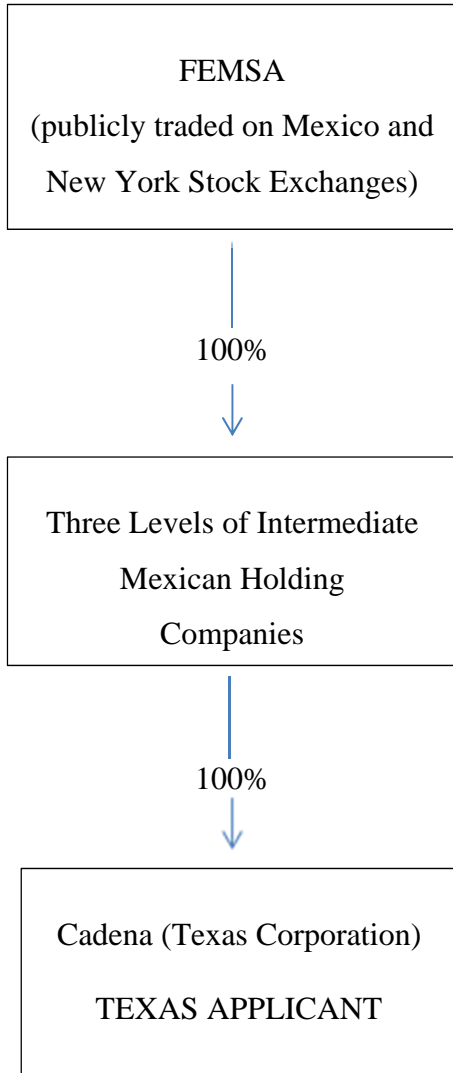 FEMSA
(publicly traded on Mexico and
New York Stock Exchanges)
100%
Three Levels of Intermediate
Mexican Holding
Companies
100%
Cadena (Texas Corporation)
TEXAS APPLICANT